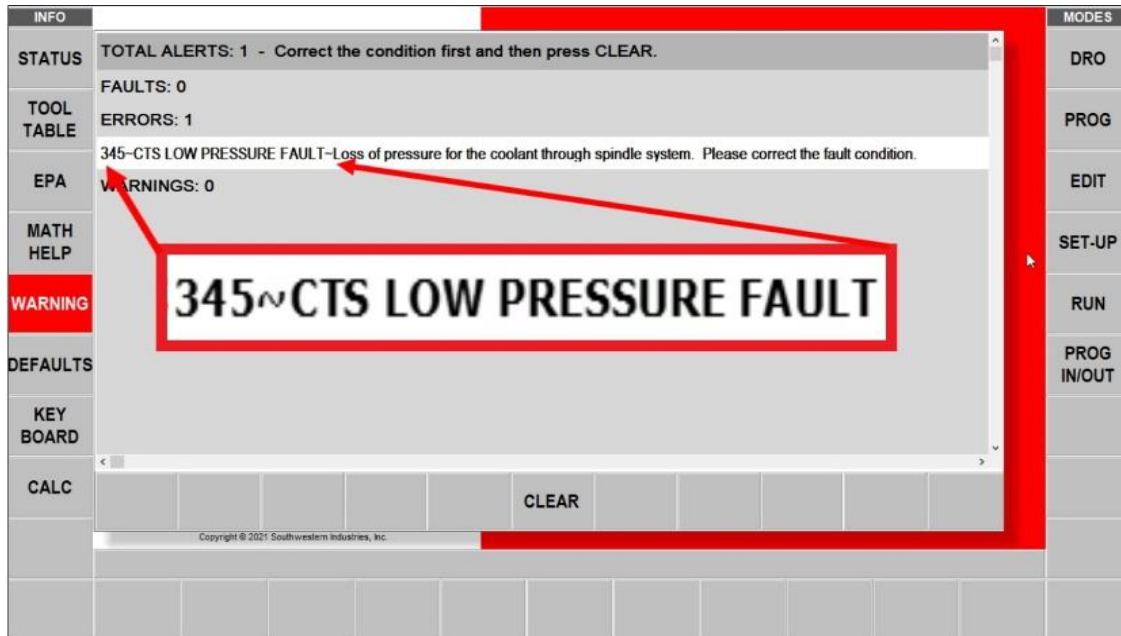 INFO
STATUS
TOOL
TABLE
EPA
MATH
HELP
WARNING
DEFAULTS
KEY
BOARD
CALC
TOTAL ALERTS: 1 - Correct the condition first and then press CLEAR.
FAULTS: 0
ERRORS: 1
345~CTS LOW PRESSURE FAULT~Loss of pressure for the coolant through spindle system. Please correct the fault condition.
WARNINGS: 0
345~CTS LOW PRESSURE FAULT
CLEAR
Copyright © 2021 Southwestern Industries, Inc.
MODES
DRO
PROG
EDIT
SET-UP
RUN
PROG
IN/OUT